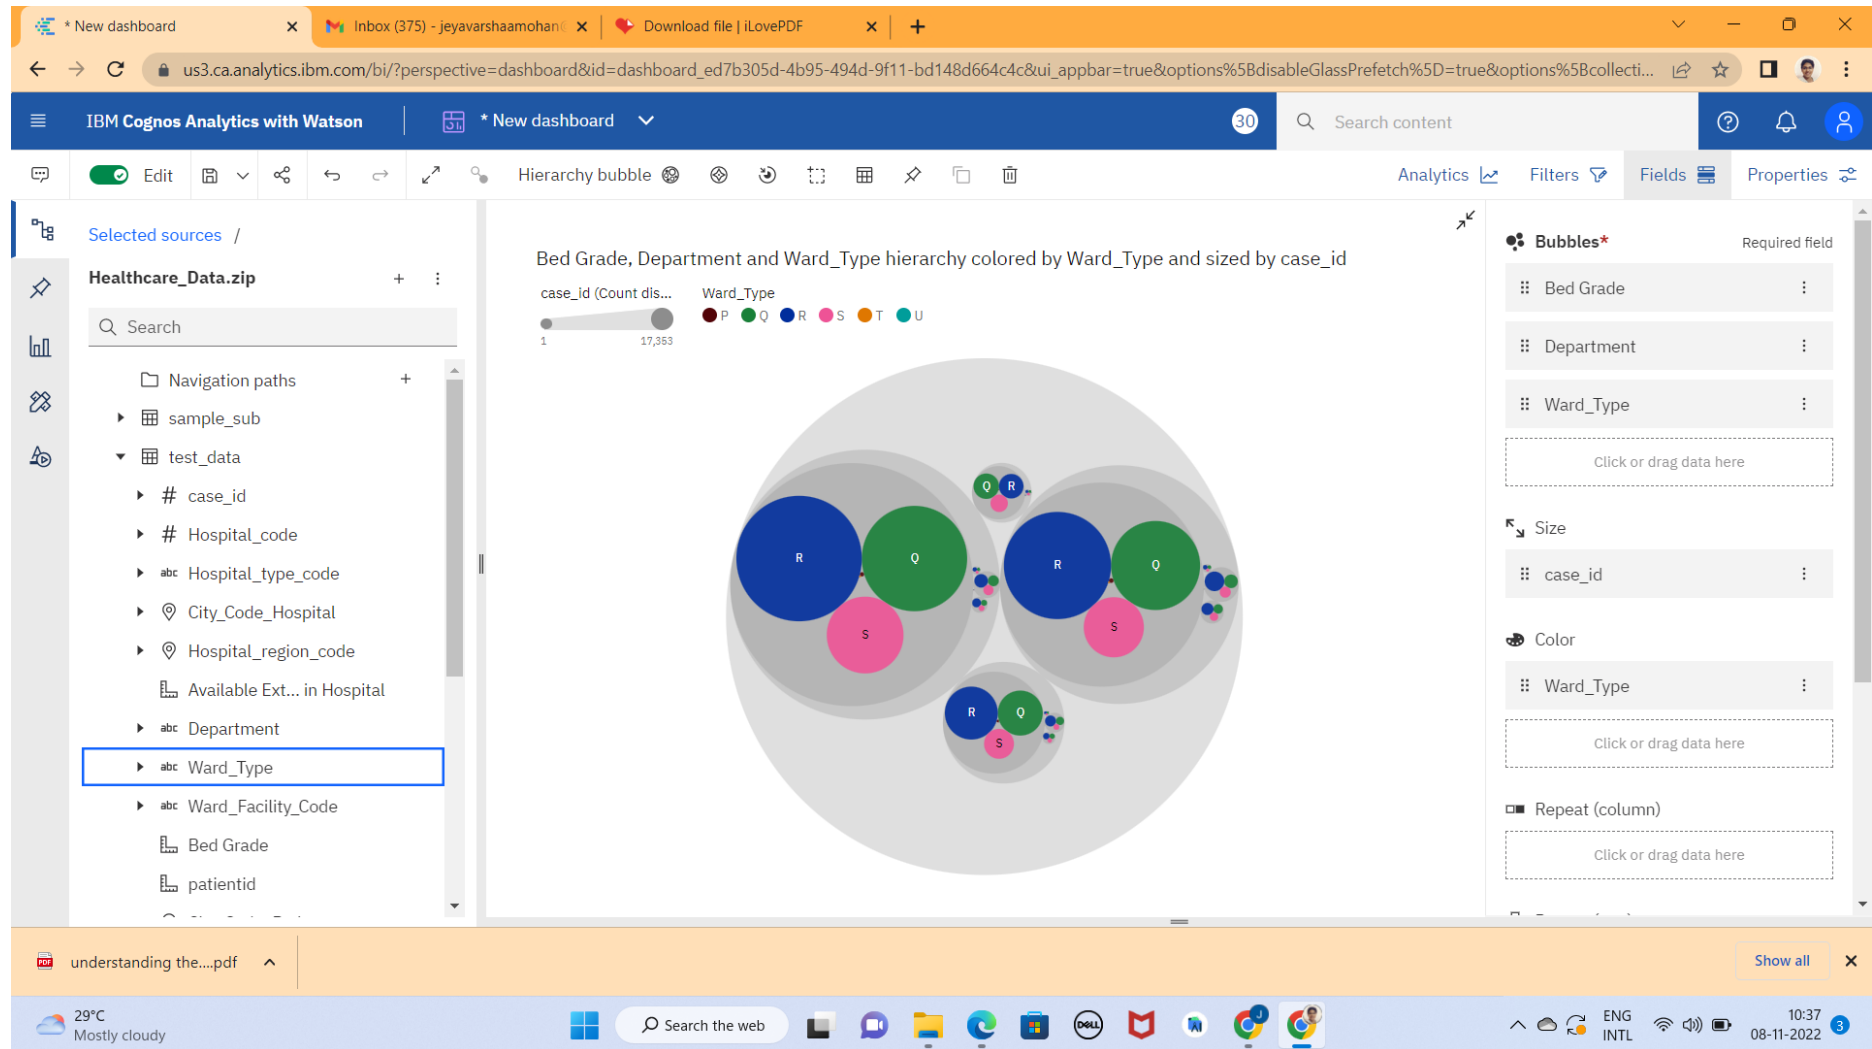 * New dashboard
Inbox (375) - jeyavarshaamohan@
Download file | iLovePDF
us3.ca.analytics.ibm.com/bi/?perspective=dashboard&id=dashboard_ed7b305d-4b95-494d-9f11-bd148d664c4c&ui_appbar=true&options%5BdisableGlassPrefetch%5D=true&options%5Bcollecti...
IBM Cognos Analytics with Watson
* New dashboard
30
Search content
Edit
Hierarchy bubble
Analytics
Filters
Fields
Properties
Selected sources /
Healthcare_Data.zip
Search
Navigation paths
sample_sub
test_data
# case_id
# Hospital_code
abc Hospital_type_code
City_Code_Hospital
Hospital_region_code
Available Ext... in Hospital
abc Department
abc Ward_Type
abc Ward_Facility_Code
Bed Grade
patientid
Bed Grade, Department and Ward_Type hierarchy colored by Ward_Type and sized by case_id
case_id (Count dis...
1
17,353
Ward_Type
P Q R S T U
Q R
R Q S
R Q S
R Q S
Bubbles*
Required field
Bed Grade
Department
Ward_Type
Click or drag data here
Size
case_id
Color
Ward_Type
Click or drag data here
Repeat (column)
Click or drag data here
PDF
understanding the....pdf
Show all
29°C
Mostly cloudy
Search the web
DELL
J
ENG
INTL
10:37
08-11-2022
3